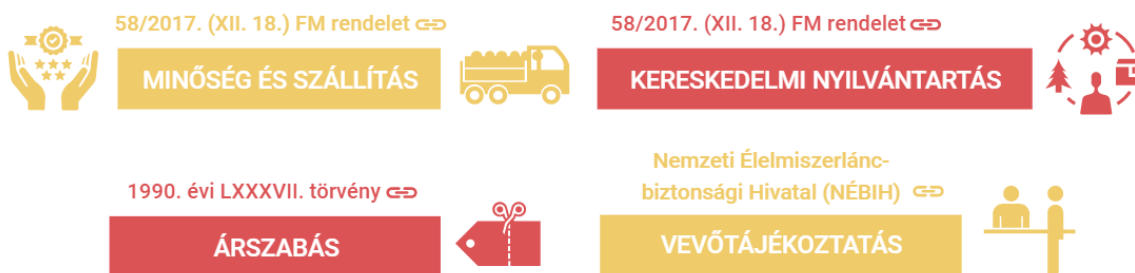 58/2017. (XII. 18.) FM rendelet
MINŐSÉG ÉS SZÁLLÍTÁS
58/2017. (XII. 18.) FM rendelet
KERESKEDELMI NYILVÁNTARTÁS
1990. évi LXXXVII. törvény
ÁRSZABÁS
Nemzeti Élelmiszerlánc-
biztonsági Hivatal (NÉBIH)
VEVŐTÁJÉKOZTATÁS